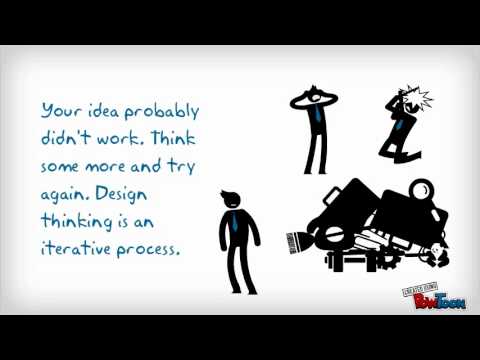 Your idea probably
didn't work. Think
some more and try
again. Design
thinking is an
iterative process.
CREATED USING
POWTOON